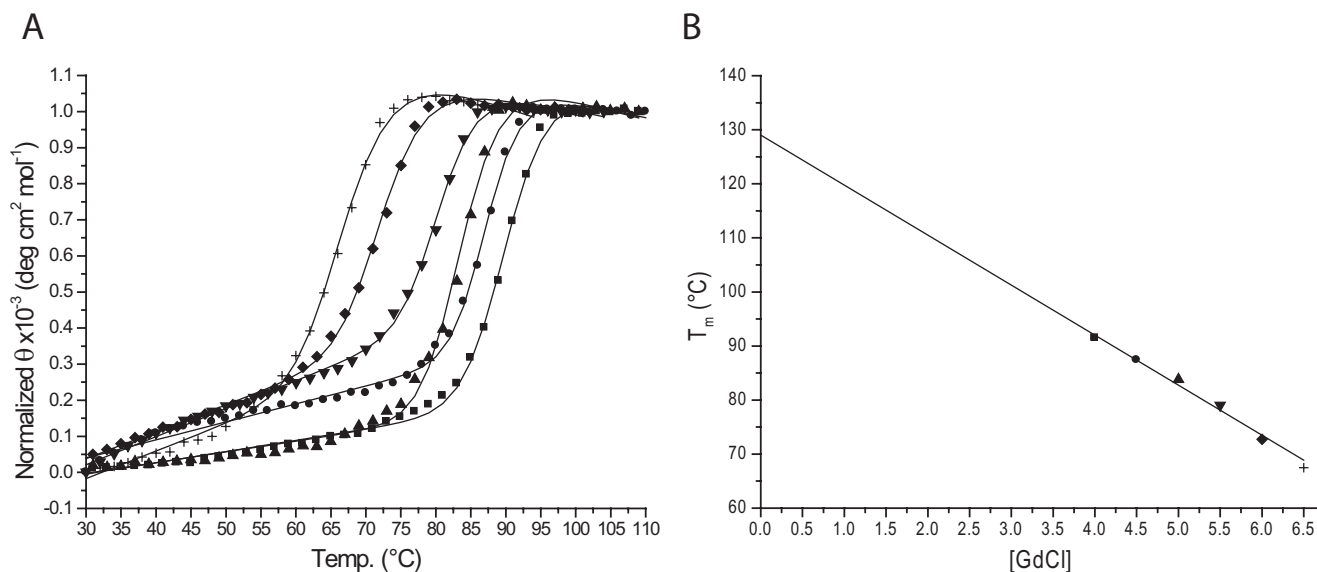 A
Normalized θ x10⁻³ (deg cm² mol⁻¹)
1.1
1.0
0.9
0.8
0.7
0.6
0.5
0.4
0.3
0.2
0.1
0.0
-0.1
30 35 40 45 50 55 60 65 70 75 80 85 90 95 100 105 110
Temp. (°C)
B
Tₘ (°C)
140
130
120
110
100
90
80
70
60
0.0 0.5 1.0 1.5 2.0 2.5 3.0 3.5 4.0 4.5 5.0 5.5 6.0 6.5
[GdCl]